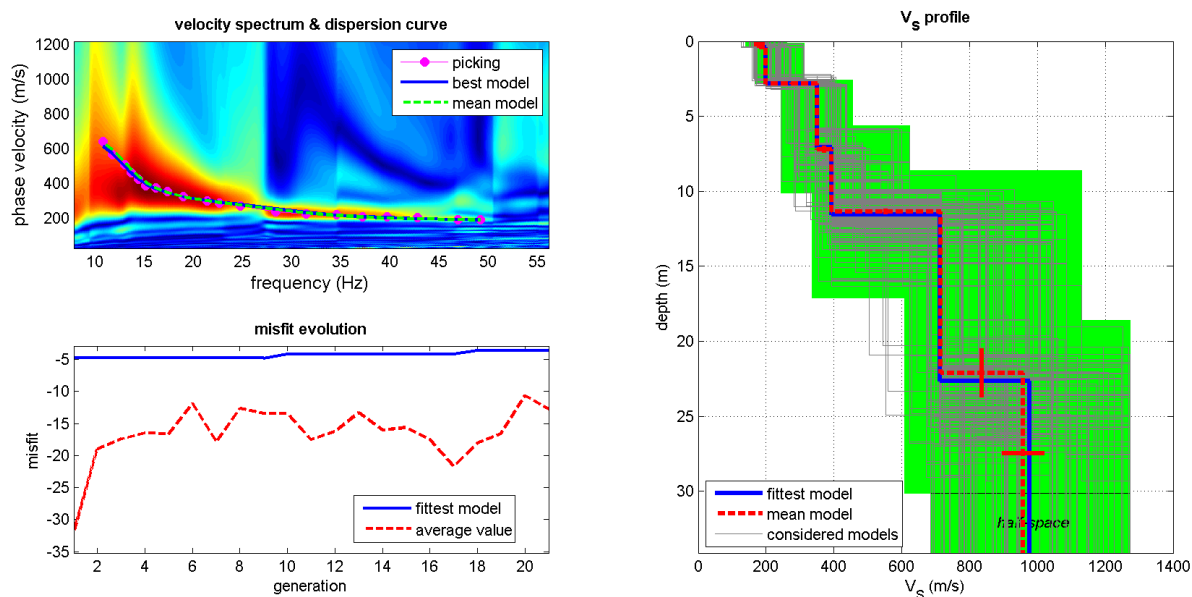 velocity spectrum & dispersion curve
1200
1000
800
600
400
200
phase velocity (m/s)
picking
best model
mean model
10 15 20 25 30 35 40 45 50 55
frequency (Hz)
misfit evolution
-5
-10
-15
-20
-25
-30
-35
misfit
fittest model
average value
2 4 6 8 10 12 14 16 18 20
generation
VS profile
0
5
10
15
20
25
30
depth (m)
half-space
fittest model
mean model
considered models
0 200 400 600 800 1000 1200 1400
VS (m/s)